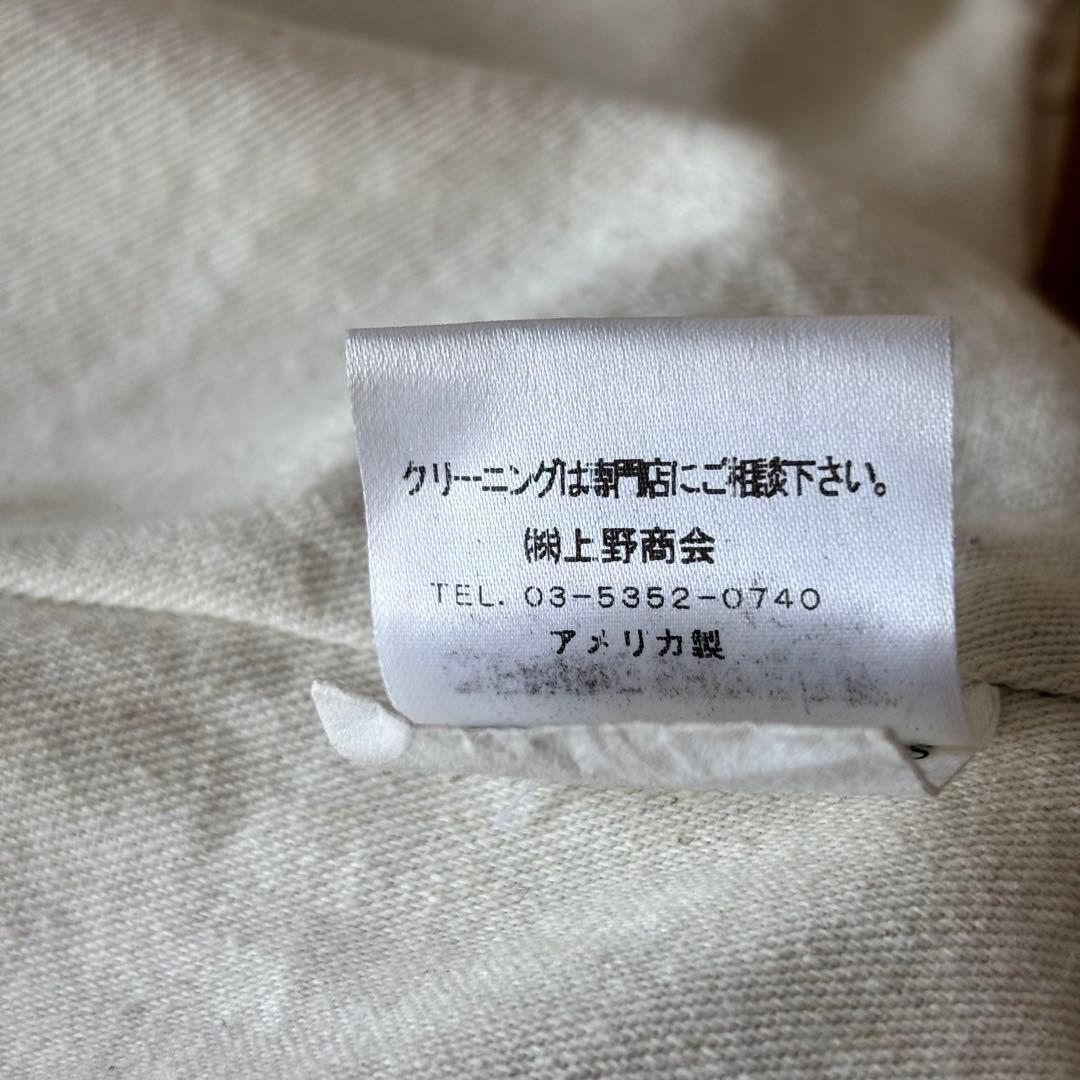 クリーニングは専門店にご相談下さい。
㈱上野商会
TEL. 03-5352-0740
アメリカ製
S